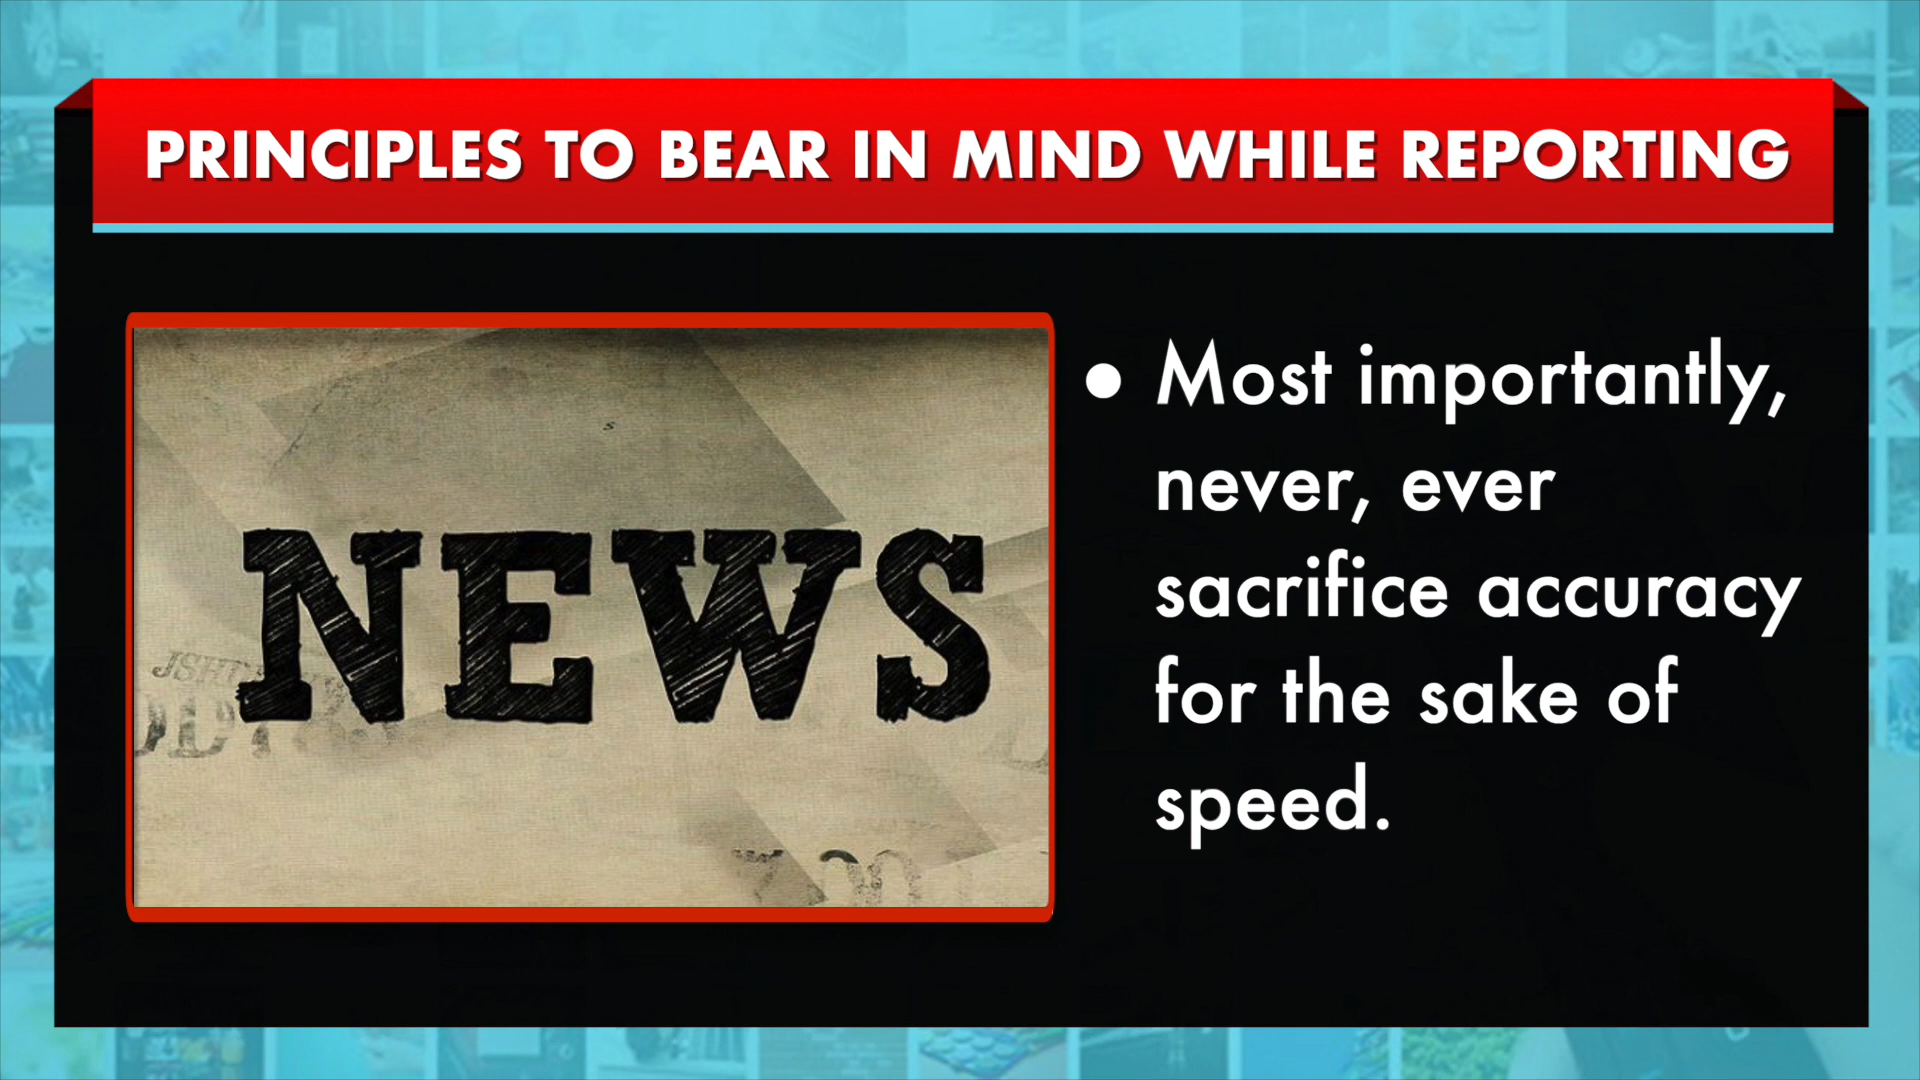 PRINCIPLES TO BEAR IN MIND WHILE REPORTING
NEWS
• Most importantly,
never, ever
sacrifice accuracy
for the sake of
speed.